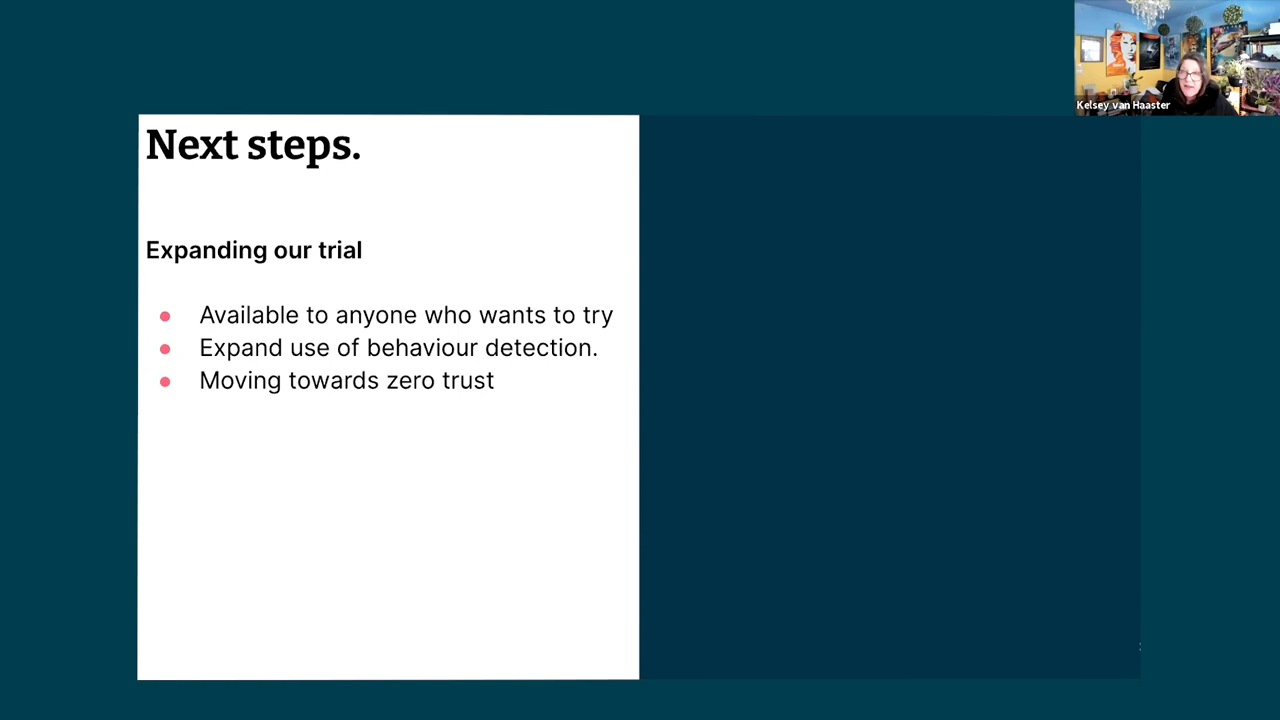 Kelsey van Haaster
Next steps.
Expanding our trial
● Available to anyone who wants to try
● Expand use of behaviour detection.
● Moving towards zero trust